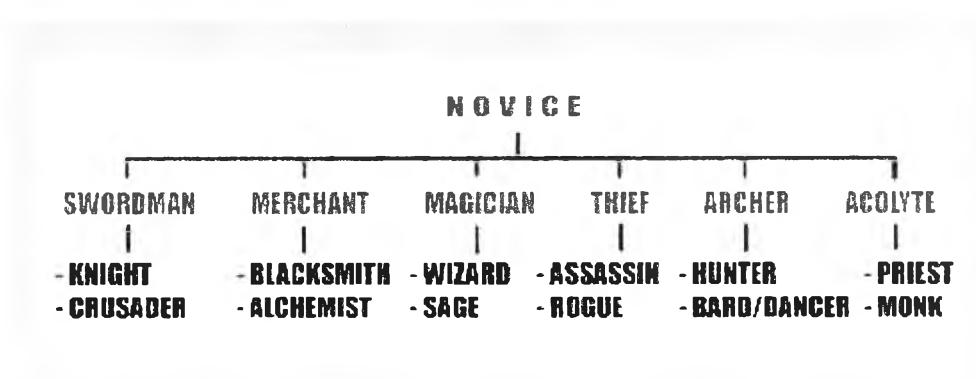 NOVICE
SWORDMAN MERCHANT MAGICIAN THIEF ARCHER ACOLYTE
- KNIGHT - BLACKSMITH - WIZARD - ASSASSIN - HUNTER - PRIEST
- CRUSADER - ALCHEMIST - SAGE - ROGUE - BARD/DANCER - MONK